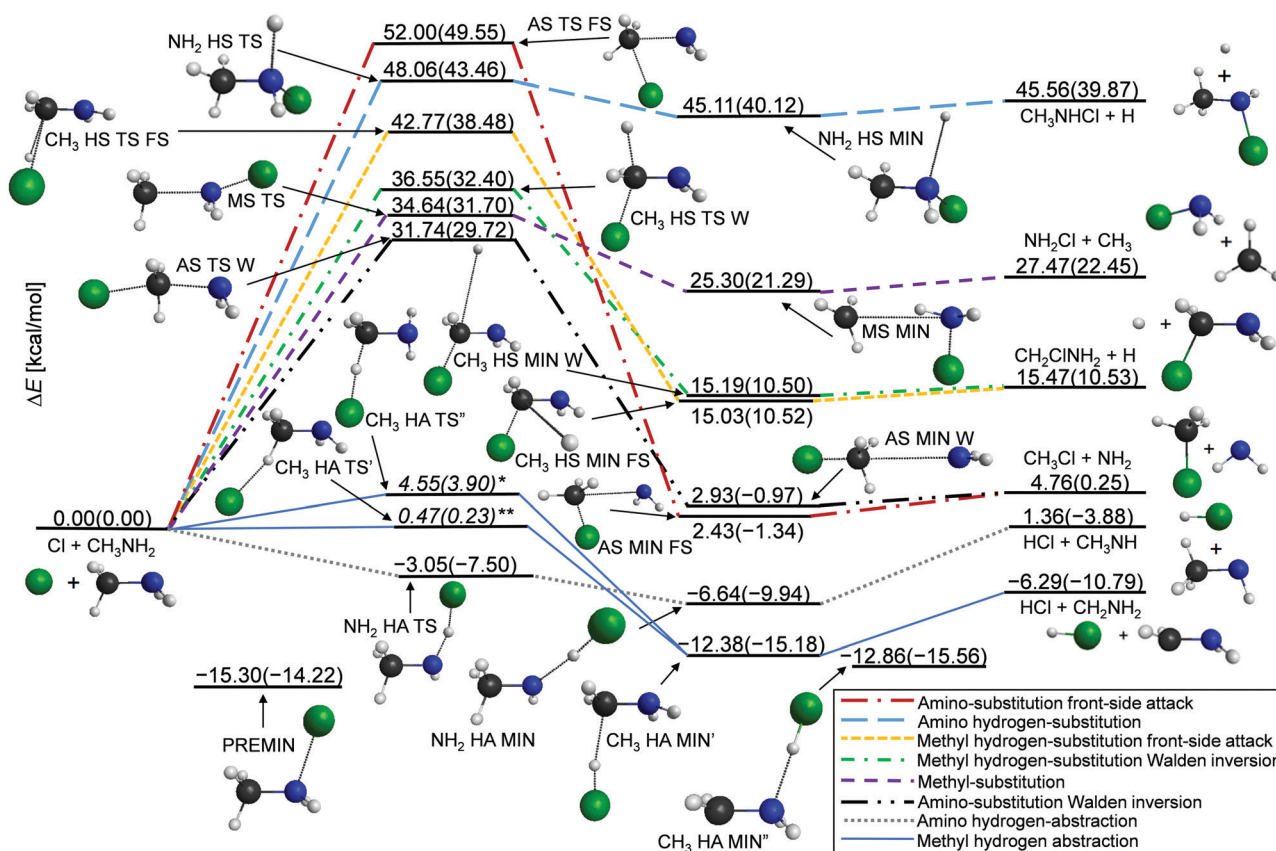 52.00(49.55)
AS TS FS
NH₂ HS TS
48.06(43.46)
45.11(40.12)
45.56(39.87)
CH₃NHCl + H
CH₃ HS TS FS
42.77(38.48)
NH₂ HS MIN
36.55(32.40)
MS TS
34.64(31.70)
CH₃ HS TS W
31.74(29.72)
AS TS W
NH₂Cl + CH₃
27.47(22.45)
25.30(21.29)
MS MIN
ΔE [kcal/mol]
CH₃ HS MIN W
CH₂ClNH₂ + H
15.47(10.53)
15.19(10.50)
15.03(10.52)
CH₃ HA TS"
CH₃ HS MIN FS
AS MIN W
CH₃ HA TS'
CH₃Cl + NH₂
4.76(0.25)
4.55(3.90)*
2.93(−0.97)
2.43(−1.34)
AS MIN FS
0.47(0.23)**
0.00(0.00)
Cl + CH₃NH₂
1.36(−3.88)
HCl + CH₃NH
−3.05(−7.50)
NH₂ HA TS
−6.64(−9.94)
−6.29(−10.79)
HCl + CH₂NH₂
−12.38(−15.18)
−12.86(−15.56)
−15.30(−14.22)
PREMIN
NH₂ HA MIN
CH₃ HA MIN'
CH₃ HA MIN"
+
+
+
+
+
+
+
Amino-substitution front-side attack
Amino hydrogen-substitution
Methyl hydrogen-substitution front-side attack
Methyl hydrogen-substitution Walden inversion
Methyl-substitution
Amino-substitution Walden inversion
Amino hydrogen-abstraction
Methyl hydrogen abstraction